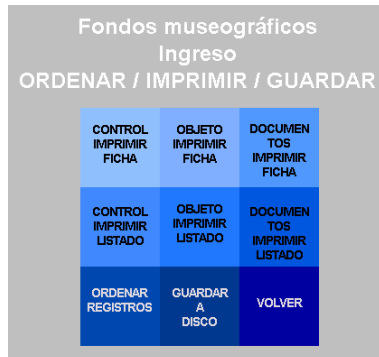 Fondos museográficos
Ingreso
ORDENAR / IMPRIMIR / GUARDAR
CONTROL
IMPRIMIR
FICHA
OBJETO
IMPRIMIR
FICHA
DOCUMEN
TOS
IMPRIMIR
FICHA
CONTROL
IMPRIMIR
LISTADO
OBJETO
IMPRIMIR
LISTADO
DOCUMEN
TOS
IMPRIMIR
LISTADO
ORDENAR
REGISTROS
GUARDAR
A
DISCO
VOLVER